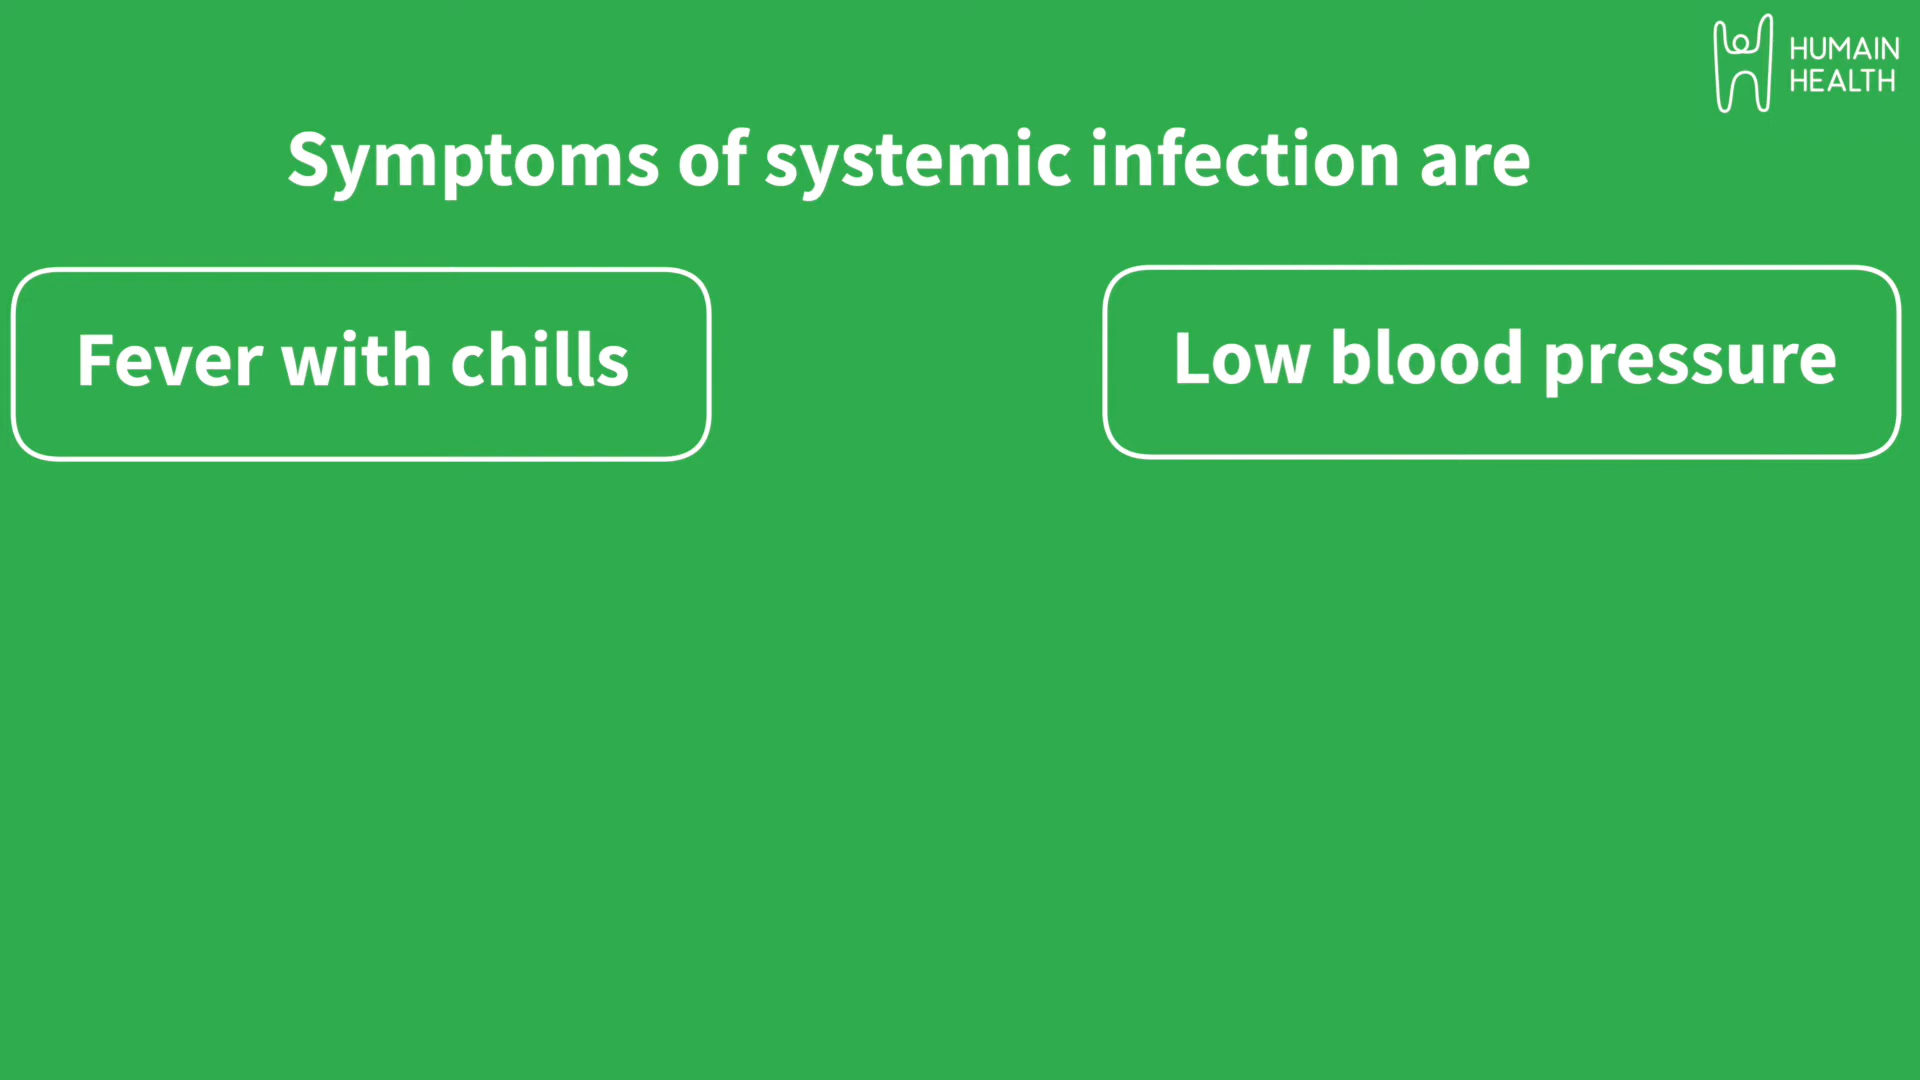 HUMAIN
HEALTH
Symptoms of systemic infection are
Fever with chills
Low blood pressure